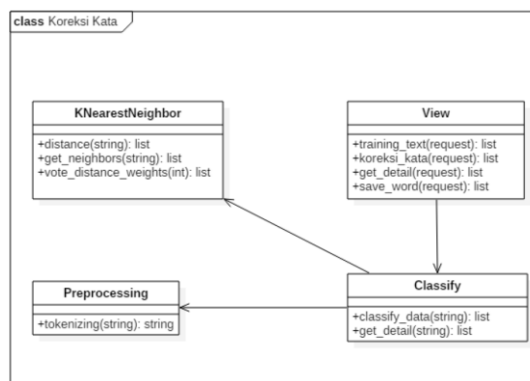 class Koreksi Kata
KNearestNeighbor
+distance(string): list
+get_neighbors(string): list
+vote_distance_weights(int): list
View
+training_text(request): list
+koreksi_kata(request): list
+get_detail(request): list
+save_word(request): list
Preprocessing
+tokenizing(string): string
Classify
+classify_data(string): list
+get_detail(string): list